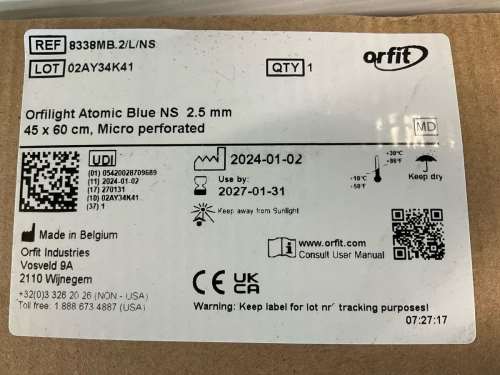 REF 8338MB.2/L/NS
LOT 02AY34K41
QTY 1
orfit
Orfilight Atomic Blue NS 2.5 mm
45 x 60 cm, Micro perforated
MD
UDI
(01) 05420028709689
(11) 2024-01-02
(17) 270131
(10) 02AY34K41
(37) 1
2024-01-02
Use by:
2027-01-31
Keep away from Sunlight
+30°C
+86°F
-10°C
-50°F
Keep dry
Made in Belgium
Orfit Industries
Vosveld 9A
2110 Wijnegem
+32(0)3 326 20 26 (NON - USA)
Toll free: 1 888 673 4887 (USA)
www.orfit.com
Consult User Manual
CE UK
CA
Warning: Keep label for lot nr' tracking purposes!
07:27:17